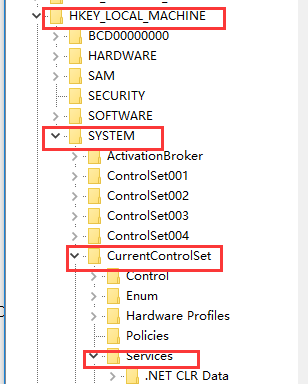 HKEY_LOCAL_MACHINE
BCD00000000
HARDWARE
SAM
SECURITY
SOFTWARE
SYSTEM
ActivationBroker
ControlSet001
ControlSet002
ControlSet003
ControlSet004
CurrentControlSet
Control
Enum
Hardware Profiles
Policies
Services
.NET CLR Data